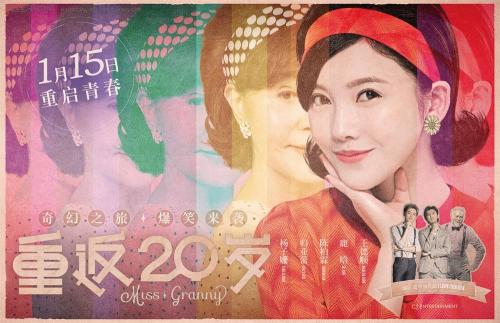 1月15日
重启青春
奇幻之旅
爆笑来袭
重返20岁
Miss Granny
杨子姗
归亚蕾
陈柏霖
鹿晗
王德顺
CJ ENTERTAINMENT